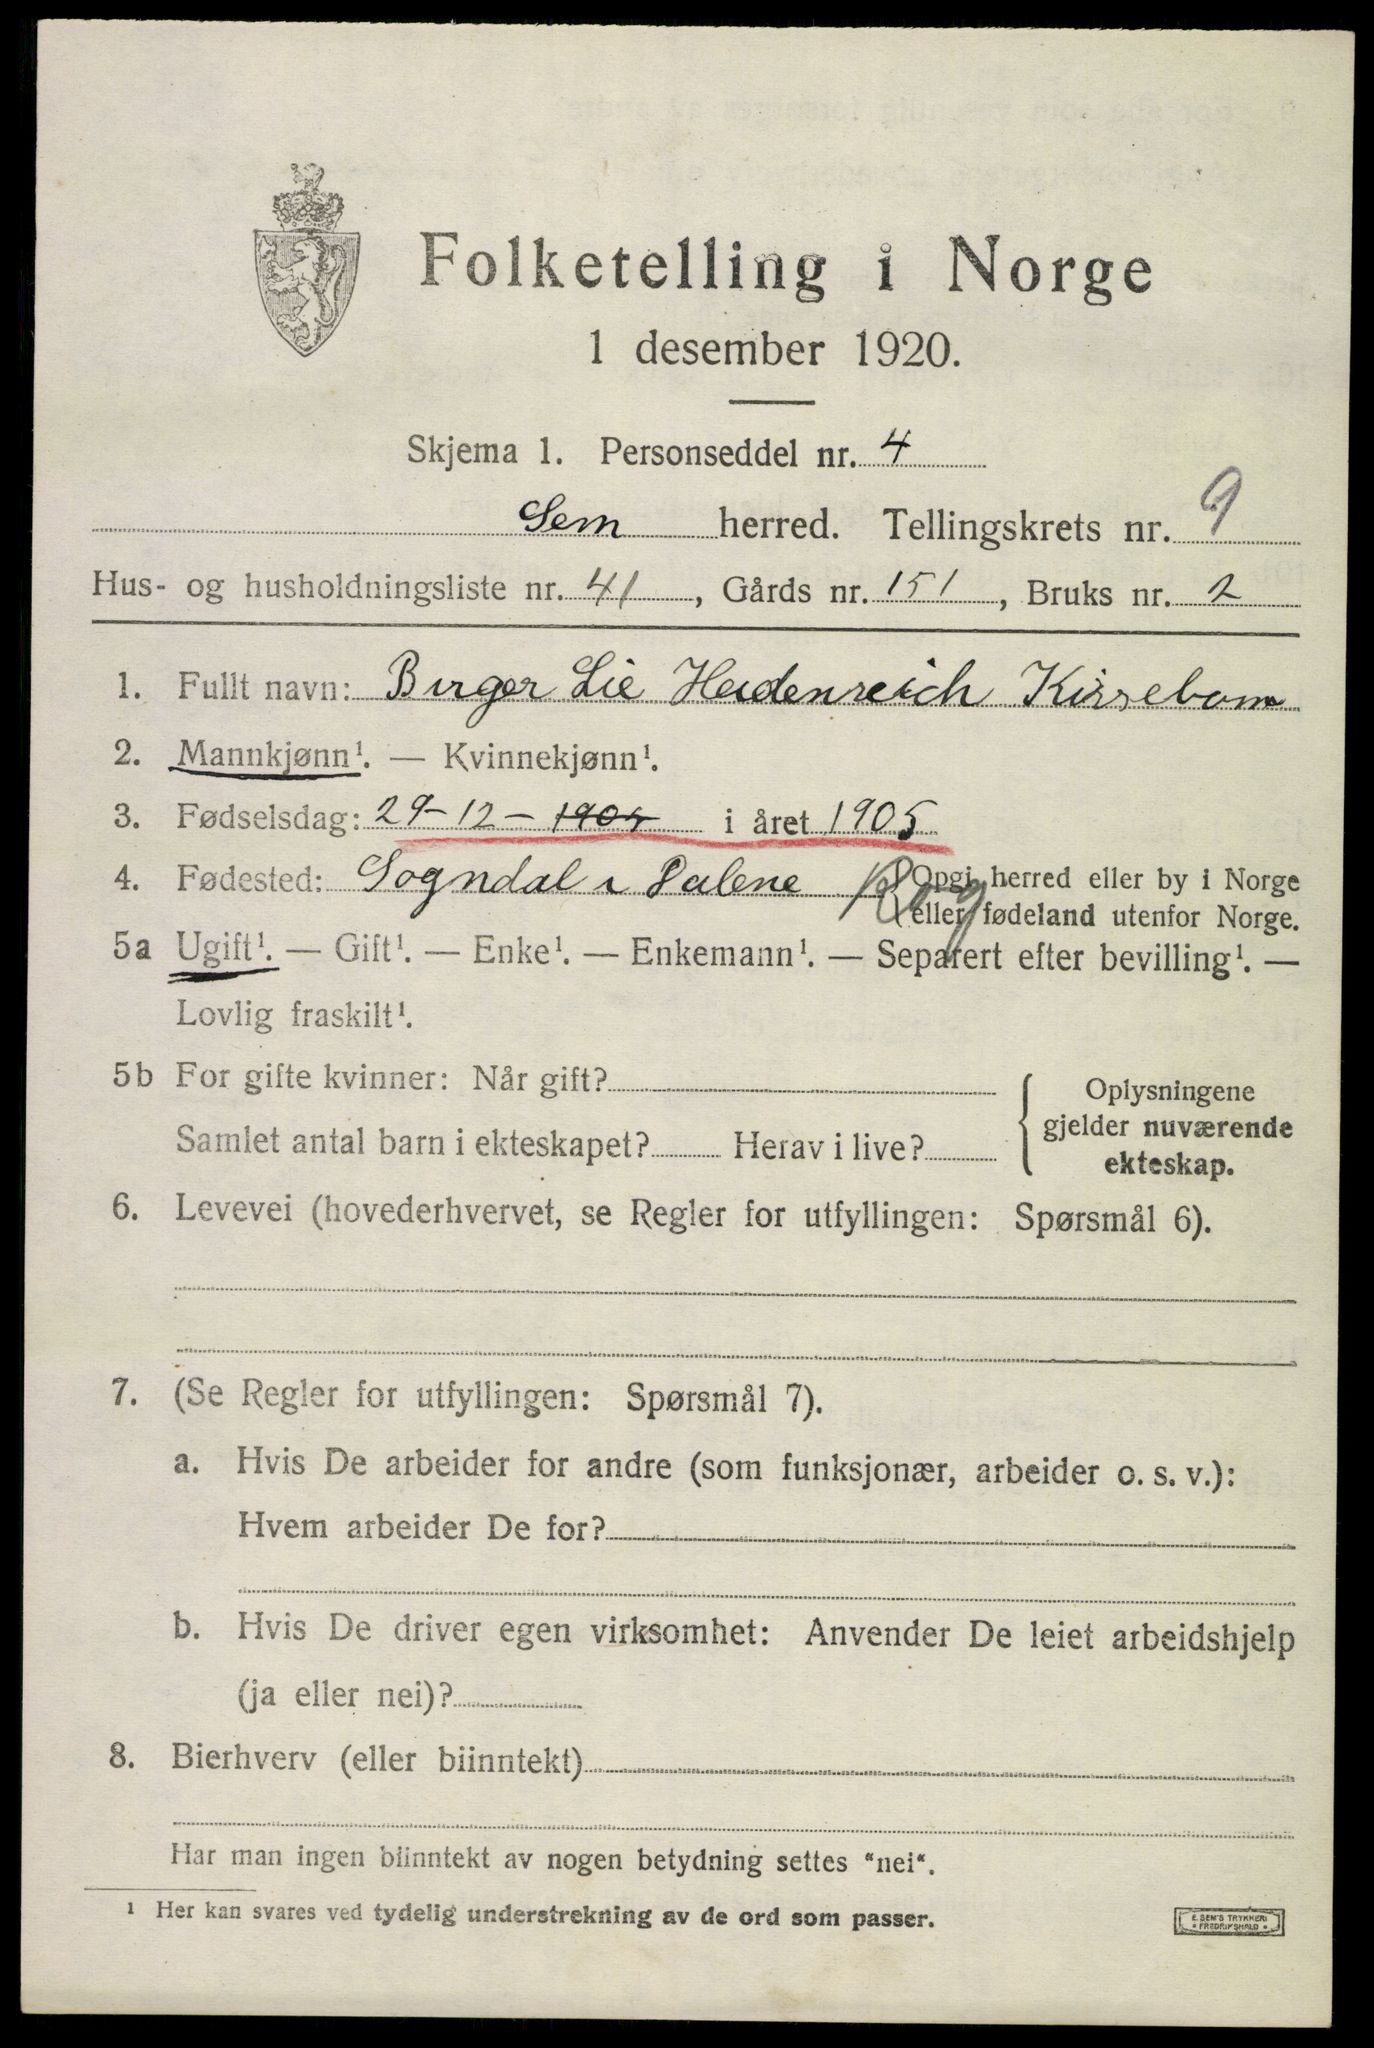 Folketelling i Norge
1 desember 1920.
Skjema 1. Personseddel nr. 4
Sem herred. Tellingskrets nr. 9
Hus- og husholdningsliste nr. 41, Gårds nr. 151, Bruks nr. 2
1. Fullt navn: Birger Lie Heidenreich Kirsebom
2. Mannkjønn¹. — Kvinnekjønn¹.
3. Fødselsdag: 29-12- 1905 i året 1905
4. Fødested: Sogndal i Dalene Rog
Opgi herred eller by i Norge
eller fødeland utenfor Norge.
5a Ugift¹. — Gift¹. — Enke¹. — Enkemann¹. — Separert efter bevilling¹. —
Lovlig fraskilt¹.
5b For gifte kvinner: Når gift?
Samlet antal barn i ekteskapet? Herav i live?
Oplysningene
gjelder nuværende
ekteskap.
6. Levevei (hovederhvervet, se Regler for utfyllingen: Spørsmål 6).
7. (Se Regler for utfyllingen: Spørsmål 7).
a. Hvis De arbeider for andre (som funksjonær, arbeider o. s. v.):
Hvem arbeider De for?
b. Hvis De driver egen virksomhet: Anvender De leiet arbeidshjelp
(ja eller nei)?
8. Bierhverv (eller biinntekt)
Har man ingen biinntekt av nogen betydning settes “nei“.
¹ Her kan svares ved tydelig understrekning av de ord som passer.
E. SEM'S TRYKKERI
• FREDRIKSHALD •